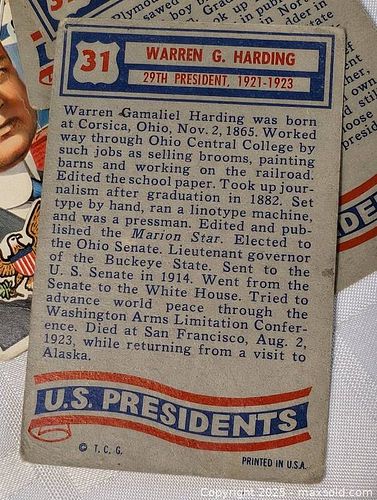 31
WARREN G. HARDING
29TH PRESIDENT, 1921-1923
Warren Gamaliel Harding was born
at Corsica, Ohio, Nov. 2, 1865. Worked
way through Ohio Central College by
such jobs as selling brooms, painting
barns and working on the railroad.
Edited the school paper. Took up jour-
nalism after graduation in 1882. Set
type by hand, ran a linotype machine,
and was a pressman. Edited and pub-
lished the Marion Star. Elected to
the Ohio Senate. Lieutenant governor
of the Buckeye State. Sent to the
U. S. Senate in 1914. Went from the
Senate to the White House. Tried to
advance world peace through the
Washington Arms Limitation Confer-
ence. Died at San Francisco, Aug. 2,
1923, while returning from a visit to
Alaska.
U.S. PRESIDENTS
© T. C. G.
PRINTED IN U.S.A.